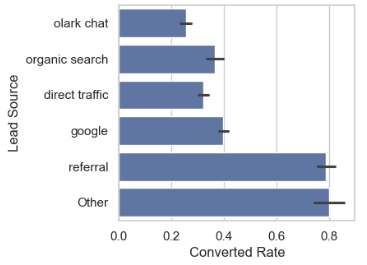 Lead Source
olark chat
organic search
direct traffic
google
referral
Other
0.0 0.2 0.4 0.6 0.8
Converted Rate